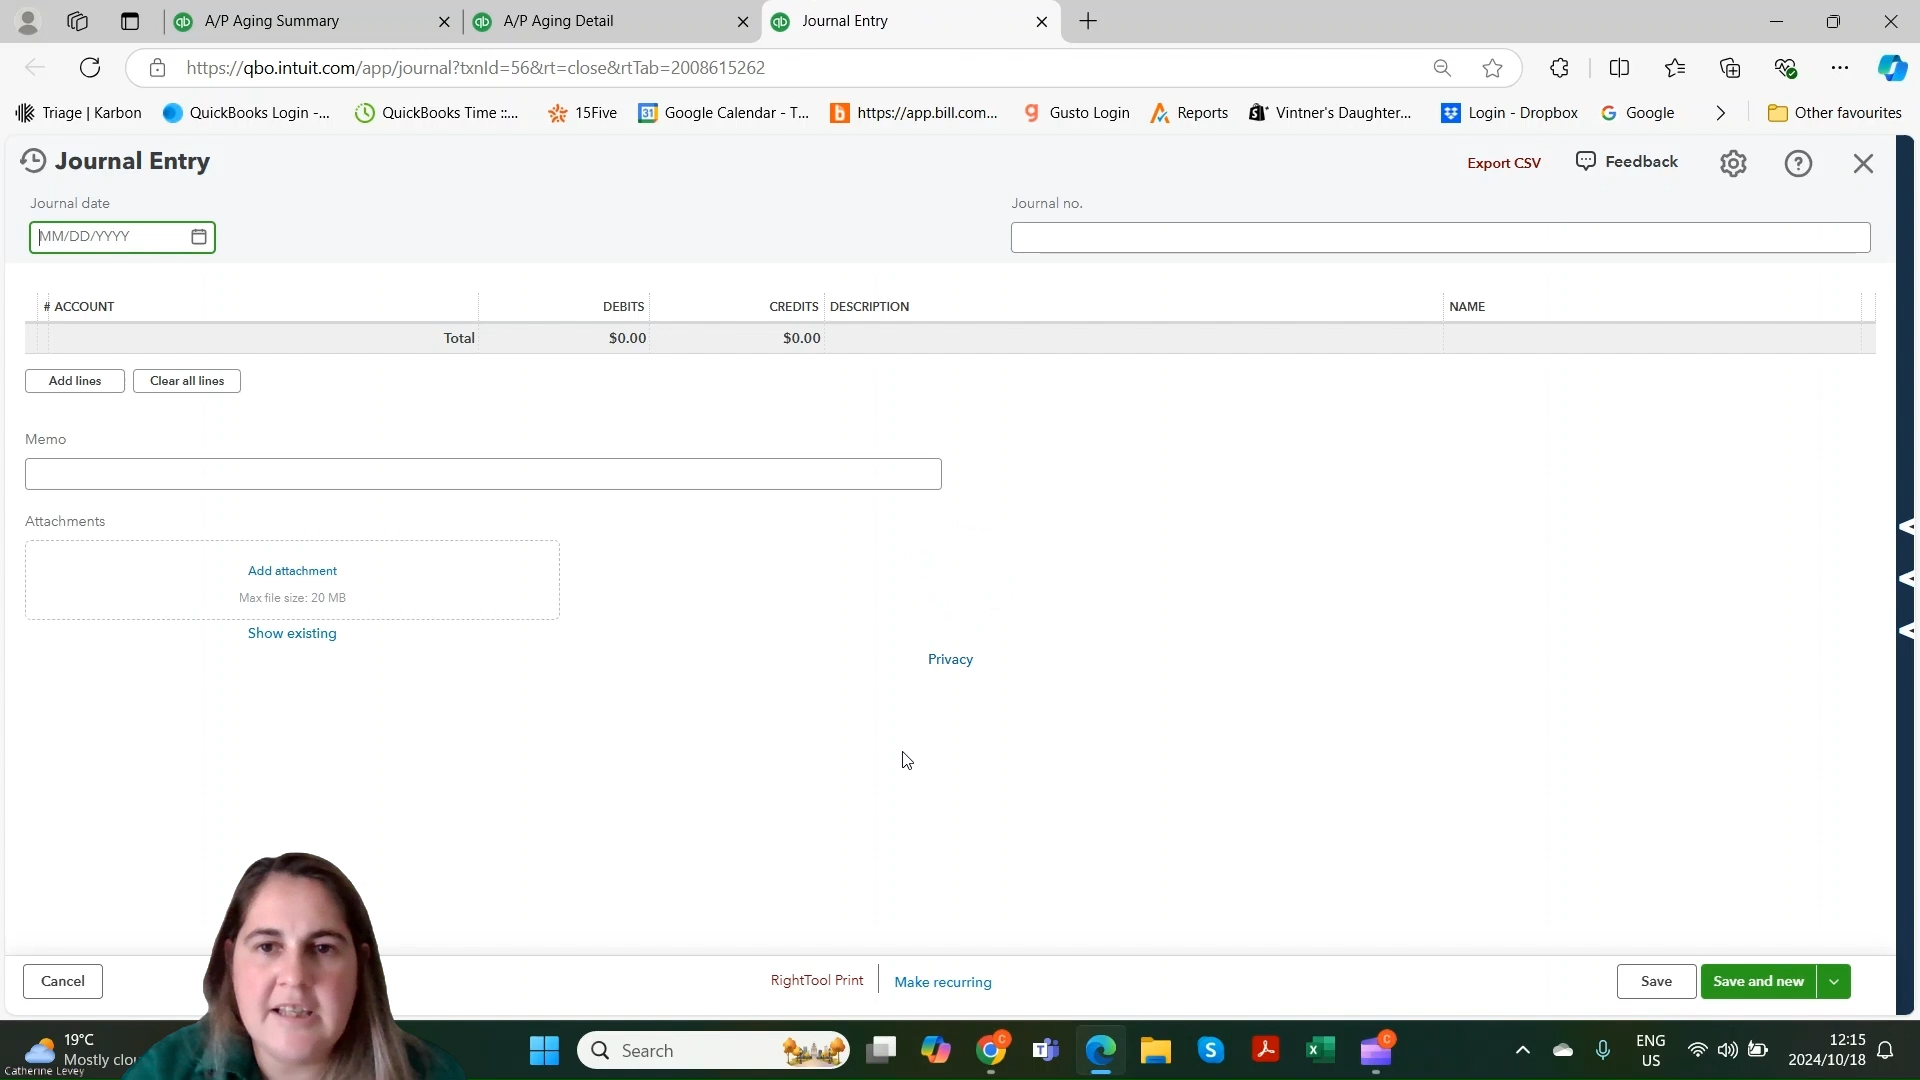 A/P Aging Summary
A/P Aging Detail
Journal Entry
https://qbo.intuit.com/app/journal?txnId=56&rt=close&rtTab=2008615262
Triage | Karbon
QuickBooks Login -...
QuickBooks Time ::...
15Five
31
Google Calendar - T...
https://app.bill.com...
Gusto Login
Reports
Vintner's Daughter...
Login - Dropbox
Google
Other favourites
Journal Entry
Export CSV
Feedback
Journal date
Journal no.
MM/DD/YYYY
# ACCOUNT
DEBITS
CREDITS
DESCRIPTION
NAME
Total
$0.00
$0.00
Add lines
Clear all lines
Memo
Attachments
Add attachment
Max file size: 20 MB
Show existing
Privacy
Cancel
RightTool Print
Make recurring
Save
Save and new
19°C
Mostly clou
Catherine Levey
Search
ENG
US
12:15
2024/10/18